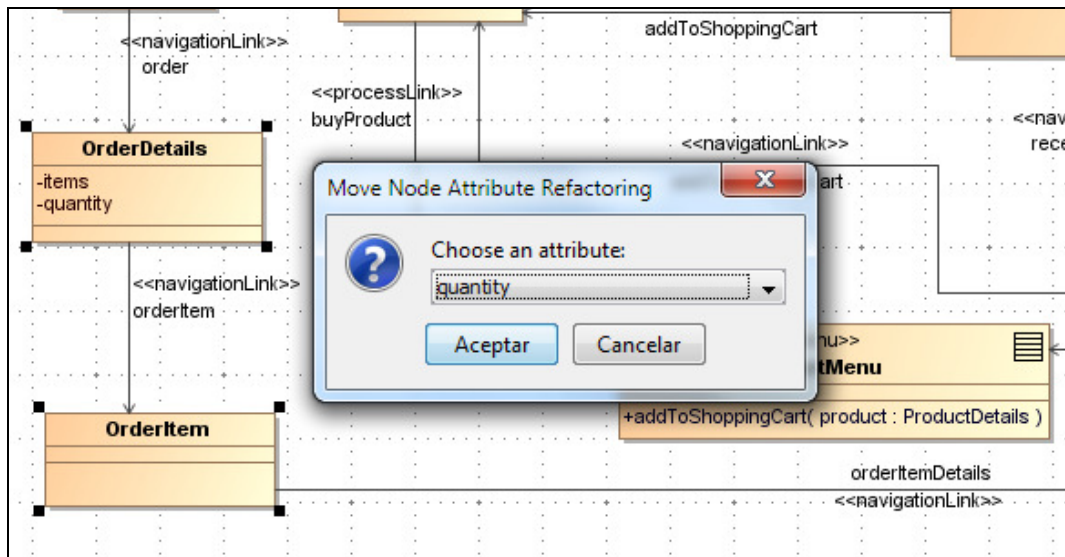 <<navigationLink>>
order
addToShoppingCart
<<processLink>>
buyProduct
<<navigationLink>>
art
<<nav
rece
OrderDetails
-items
-quantity
Move Node Attribute Refactoring
Choose an attribute:
quantity
Aceptar
Cancelar
<<navigationLink>>
orderItem
nu>>
tMenu
+addToShoppingCart( product : ProductDetails )
OrderItem
orderItemDetails
<<navigationLink>>